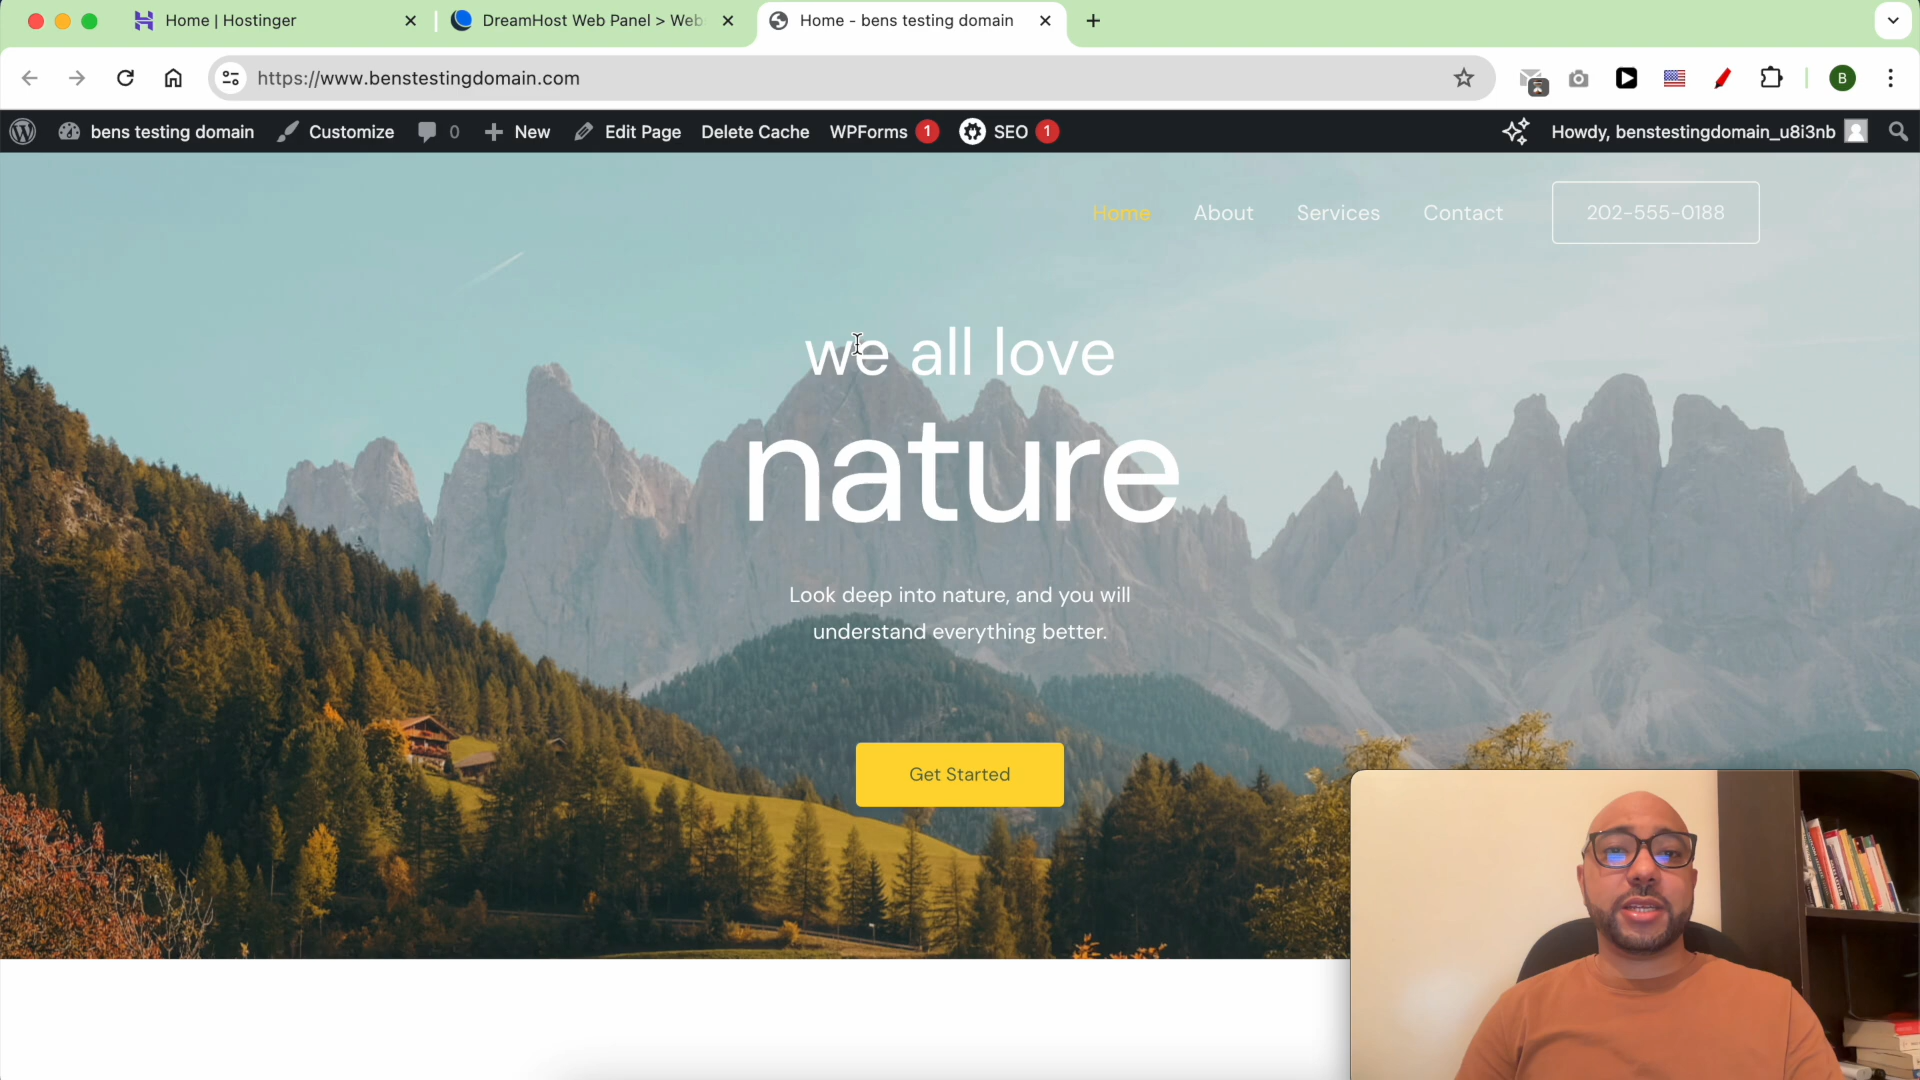 Home | Hostinger
DreamHost Web Panel > Web
Home - bens testing domain
https://www.benstestingdomain.com
B
bens testing domain
Customize
0
New
Edit Page
Delete Cache
WPForms 1
SEO 1
Howdy, benstestingdomain_u8i3nb
Home
About
Services
Contact
202-555-0188
we all love
nature
Look deep into nature, and you will
understand everything better.
Get Started